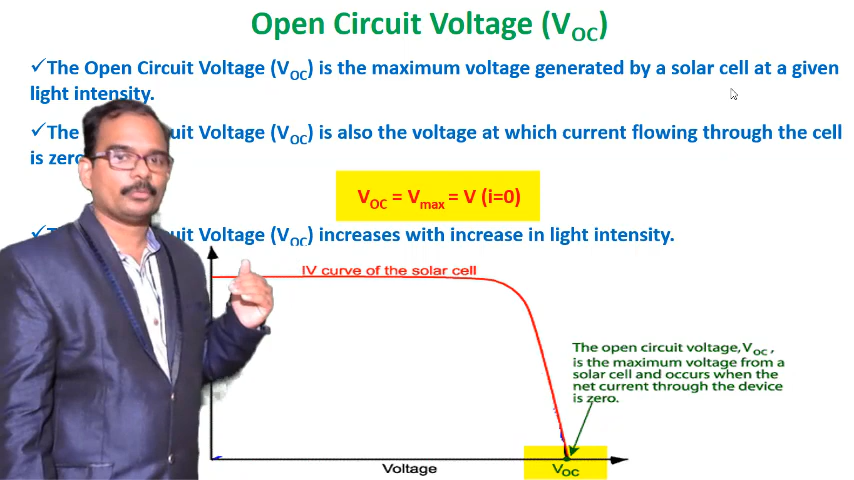 Open Circuit Voltage (VOC)
✓The Open Circuit Voltage (VOC) is the maximum voltage generated by a solar cell at a given
light intensity.
✓The cuit Voltage (VOC) is also the voltage at which current flowing through the cell
is zero
VOC = Vmax = V (i=0)
uit Voltage (VOC) increases with increase in light intensity.
IV curve of the solar cell
The open circuit voltage, VOC ,
is the maximum voltage from a
solar cell and occurs when the
net current through the device
is zero.
Voltage
VOC